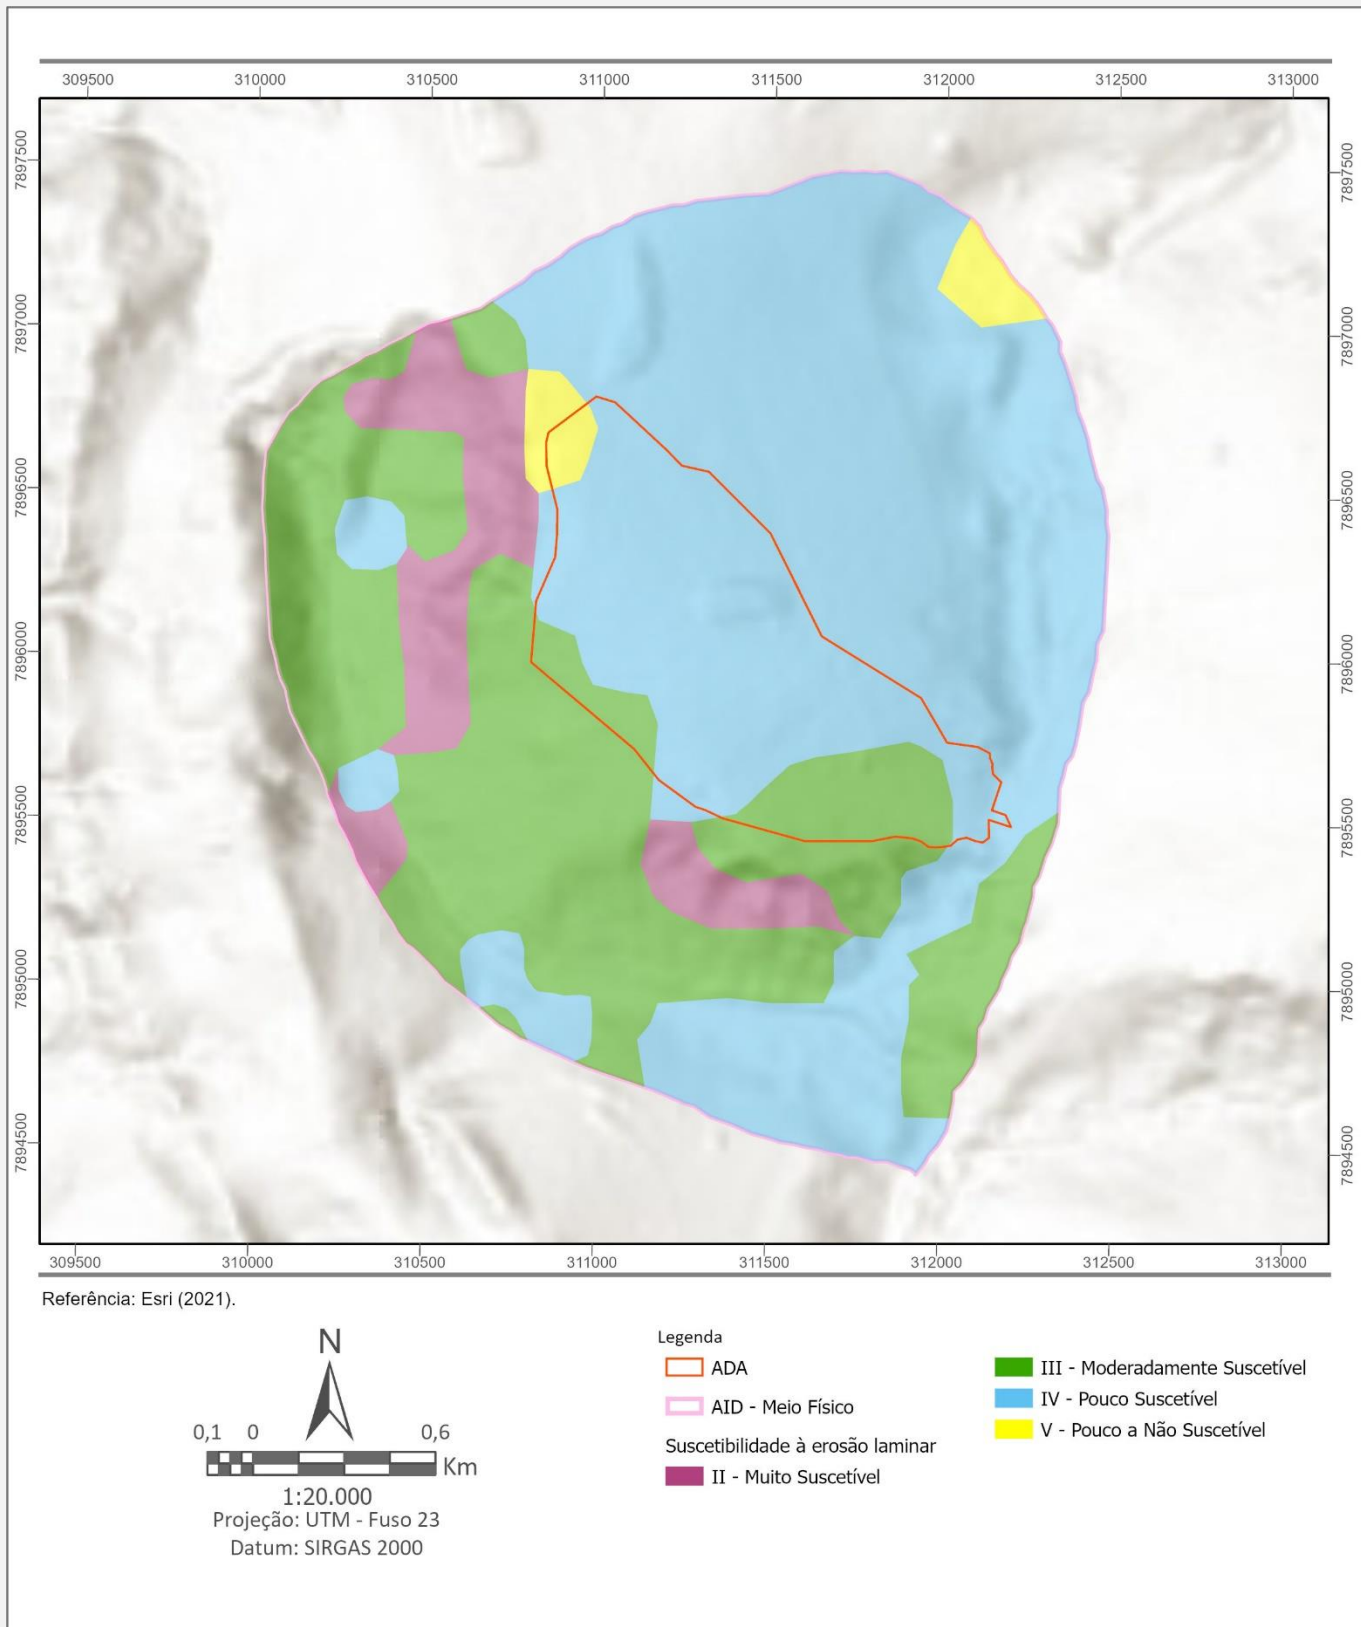 309500 310000 310500 311000 311500 312000 312500 313000
7897500 7897500
7897000 7897000
7896500 7896500
7896000 7896000
7895500 7895500
7895000 7895000
7894500 7894500
309500 310000 310500 311000 311500 312000 312500 313000
Referência: Esri (2021).
N
0,1 0 0,6
Km
1:20.000
Projeção: UTM - Fuso 23
Datum: SIRGAS 2000
Legenda
ADA
AID - Meio Físico
Suscetibilidade à erosão laminar
II - Muito Suscetível
III - Moderadamente Suscetível
IV - Pouco Suscetível
V - Pouco a Não Suscetível